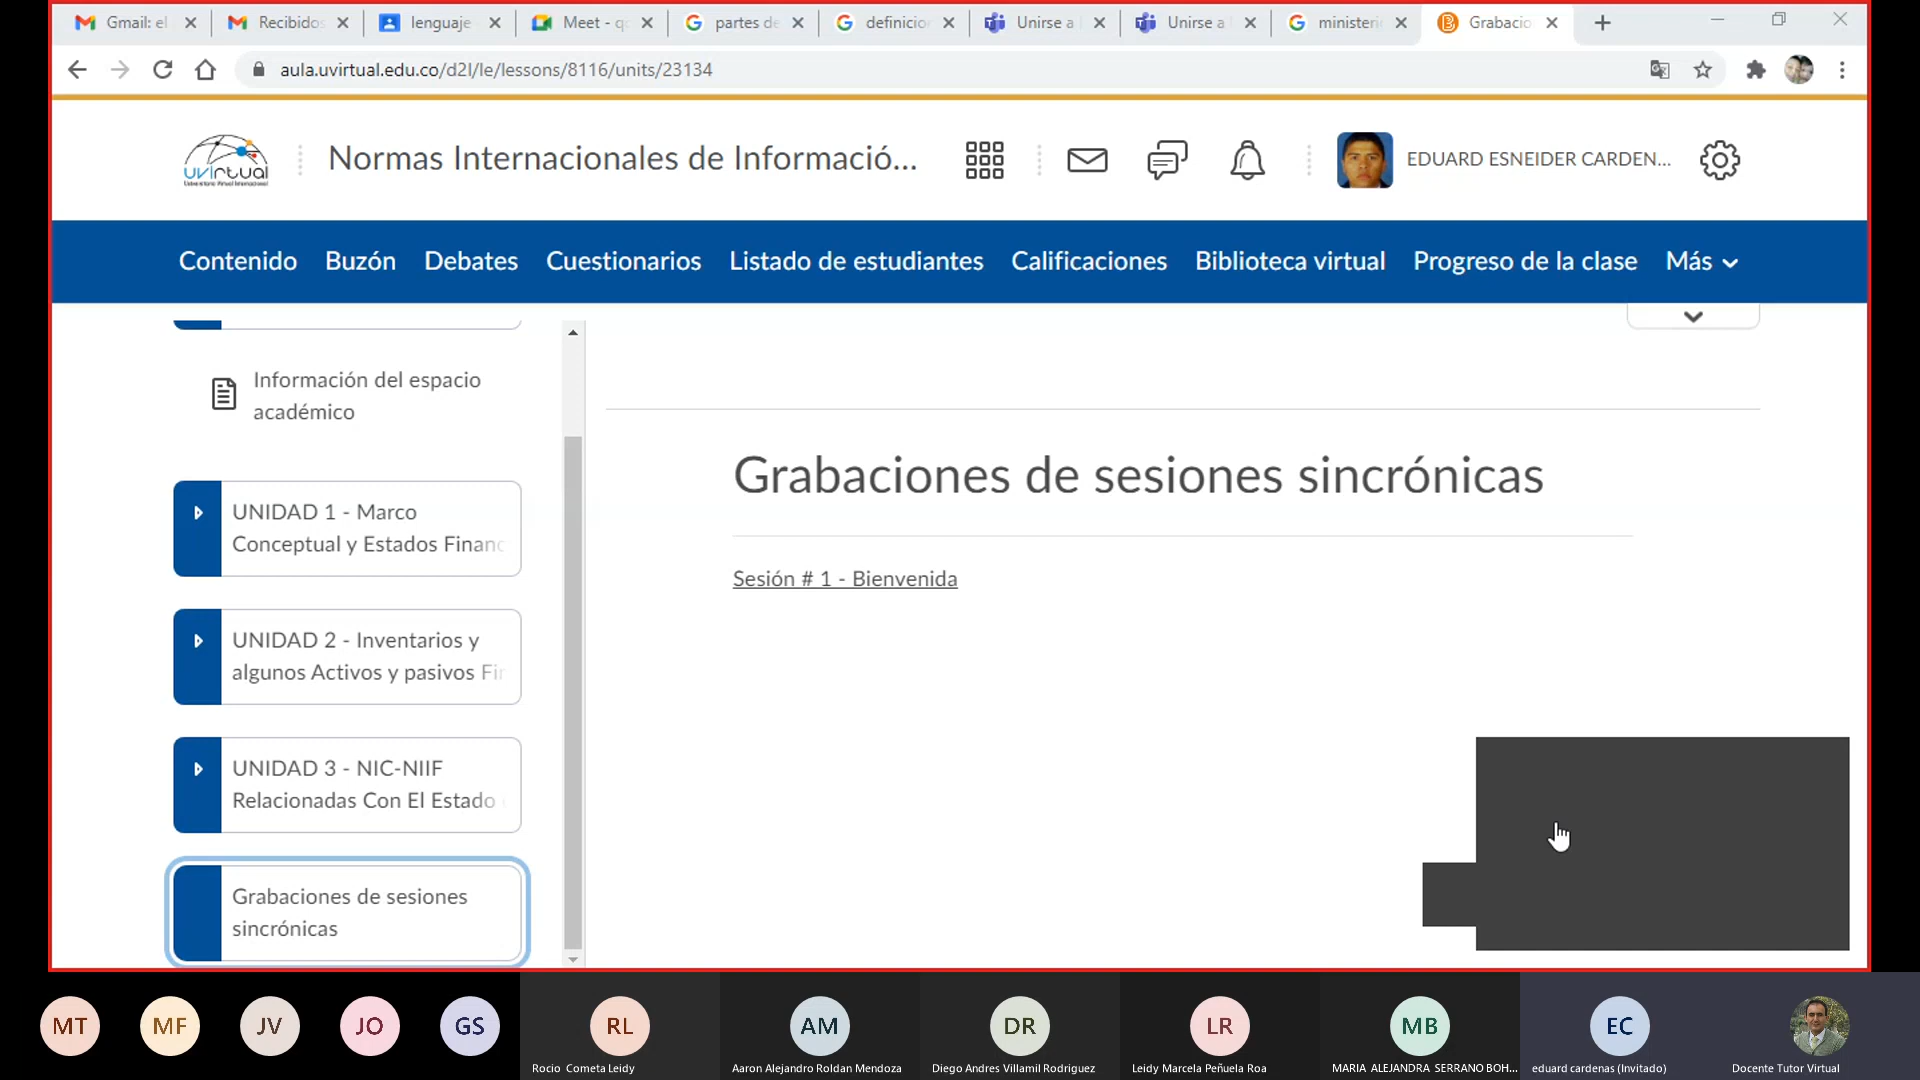 Gmail: el
Recibidos
lenguaje
Meet - qp
partes de
definicio
Unirse a
Unirse a
ministeri
Grabacio
aula.uvirtual.edu.co/d2l/le/lessons/8116/units/23134
uvirtual
Normas Internacionales de Informació...
EDUARD ESNEIDER CARDEN...
Contenido
Buzón
Debates
Cuestionarios
Listado de estudiantes
Calificaciones
Biblioteca virtual
Progreso de la clase
Más
Información del espacio
académico
UNIDAD 1 - Marco
Conceptual y Estados Financ
UNIDAD 2 - Inventarios y
algunos Activos y pasivos Fin
UNIDAD 3 - NIC-NIIF
Relacionadas Con El Estado
Grabaciones de sesiones
sincrónicas
Grabaciones de sesiones sincrónicas
Sesión # 1 - Bienvenida
MT
MF
JV
JO
GS
RL
Rocio Cometa Leidy
AM
Aaron Alejandro Roldan Mendoza
DR
Diego Andres Villamil Rodriguez
LR
Leidy Marcela Peñuela Roa
MB
MARIA ALEJANDRA SERRANO BOH...
EC
eduard cardenas (Invitado)
Docente Tutor Virtual